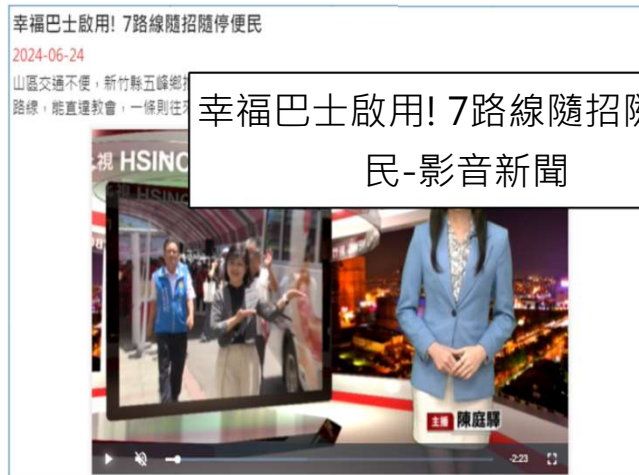 幸福巴士啟用! 7路線隨招隨停便民
2024-06-24
山區交通不便，新竹縣五峰鄉
路線，能直達教會，一條則往
幸福巴士啟用! 7路線隨招
民-影音新聞
視 HSINC
主播 陳庭驛
-2:23